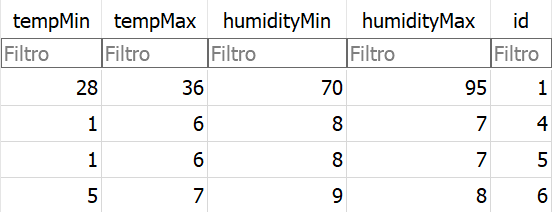 tempMin tempMax humidityMin humidityMax id
Filtro Filtro Filtro Filtro Filtro
28 36 70 95 1
1 6 8 7 4
1 6 8 7 5
5 7 9 8 6